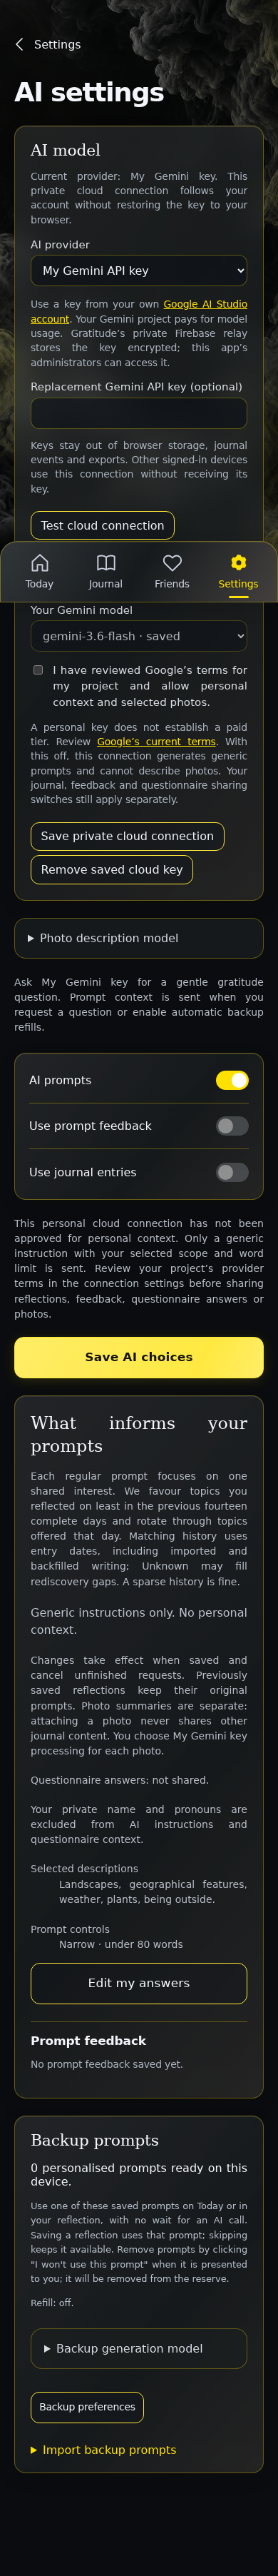 Settings
AI settings
AI model
Current provider: My Gemini key. This
private cloud connection follows your
account without restoring the key to your
browser.
AI provider
My Gemini API key
Use a key from your own Google AI Studio
account. Your Gemini project pays for model
usage. Gratitude's private Firebase relay
stores the key encrypted; this app's
administrators can access it.
Replacement Gemini API key (optional)
Keys stay out of browser storage, journal
events and exports. Other signed-in devices
use this connection without receiving its
key.
Test cloud connection
Today
Journal
Friends
Settings
Your Gemini model
gemini-3.6-flash · saved
I have reviewed Google's terms for
my project and allow personal
context and selected photos.
A personal key does not establish a paid
tier. Review Google's current terms. With
this off, this connection generates generic
prompts and cannot describe photos. Your
journal, feedback and questionnaire sharing
switches still apply separately.
Save private cloud connection
Remove saved cloud key
Photo description model
Ask My Gemini key for a gentle gratitude
question. Prompt context is sent when you
request a question or enable automatic backup
refills.
AI prompts
Use prompt feedback
Use journal entries
This personal cloud connection has not been
approved for personal context. Only a generic
instruction with your selected scope and word
limit is sent. Review your project's provider
terms in the connection settings before sharing
reflections, feedback, questionnaire answers or
photos.
Save AI choices
What informs your
prompts
Each regular prompt focuses on one
shared interest. We favour topics you
reflected on least in the previous fourteen
complete days and rotate through topics
offered that day. Matching history uses
entry dates, including imported and
backfilled writing; Unknown may fill
rediscovery gaps. A sparse history is fine.
Generic instructions only. No personal
context.
Changes take effect when saved and
cancel unfinished requests. Previously
saved reflections keep their original
prompts. Photo summaries are separate:
attaching a photo never shares other
journal content. You choose My Gemini key
processing for each photo.
Questionnaire answers: not shared.
Your private name and pronouns are
excluded from AI instructions and
questionnaire context.
Selected descriptions
Landscapes, geographical features,
weather, plants, being outside.
Prompt controls
Narrow · under 80 words
Edit my answers
Prompt feedback
No prompt feedback saved yet.
Backup prompts
0 personalised prompts ready on this
device.
Use one of these saved prompts on Today or in
your reflection, with no wait for an AI call.
Saving a reflection uses that prompt; skipping
keeps it available. Remove prompts by clicking
"I won't use this prompt" when it is presented
to you; it will be removed from the reserve.
Refill: off.
Backup generation model
Backup preferences
Import backup prompts